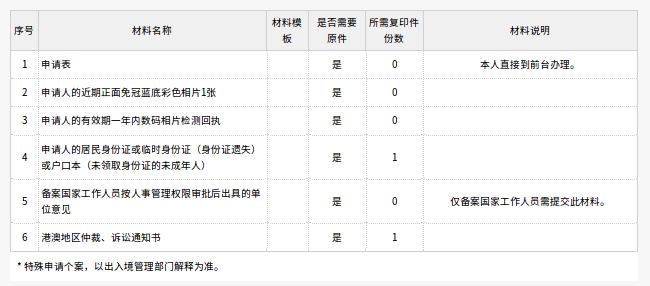 序号 材料名称 材料模板 是否需要原件 所需复印件份数 材料说明
1 申请表 是 0 本人直接到前台办理。
2 申请人的近期正面免冠蓝底彩色相片1张 是 0
3 申请人的有效期一年内数码相片检测回执 是 0
4 申请人的居民身份证或临时身份证（身份证遗失）
或户口本（未领取身份证的未成年人） 是 1
5 备案国家工作人员按人事管理权限审批后出具的单
位意见 是 0 仅备案国家工作人员需提交此材料。
6 港澳地区仲裁、诉讼通知书 是 1
* 特殊申请个案，以出入境管理部门解释为准。